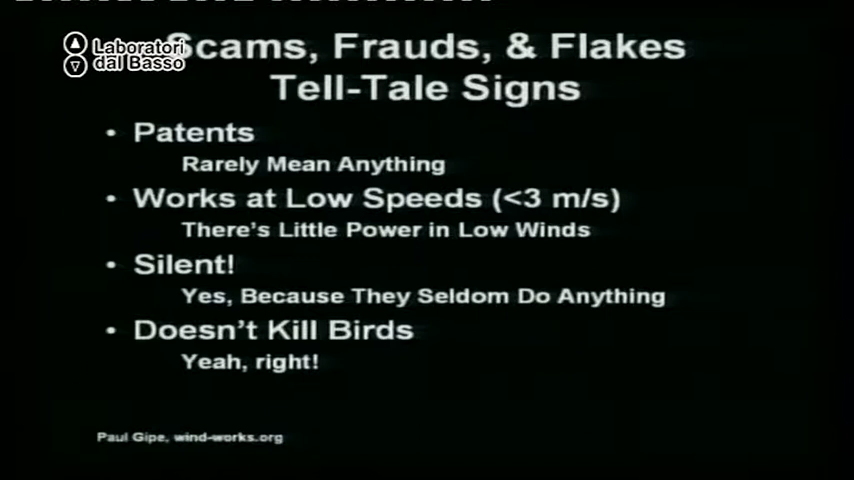 Laboratori
dal Basso
Scams, Frauds, & Flakes
Tell-Tale Signs
• Patents
Rarely Mean Anything
• Works at Low Speeds (<3 m/s)
There's Little Power in Low Winds
• Silent!
Yes, Because They Seldom Do Anything
• Doesn't Kill Birds
Yeah, right!
Paul Gipe, wind-works.org